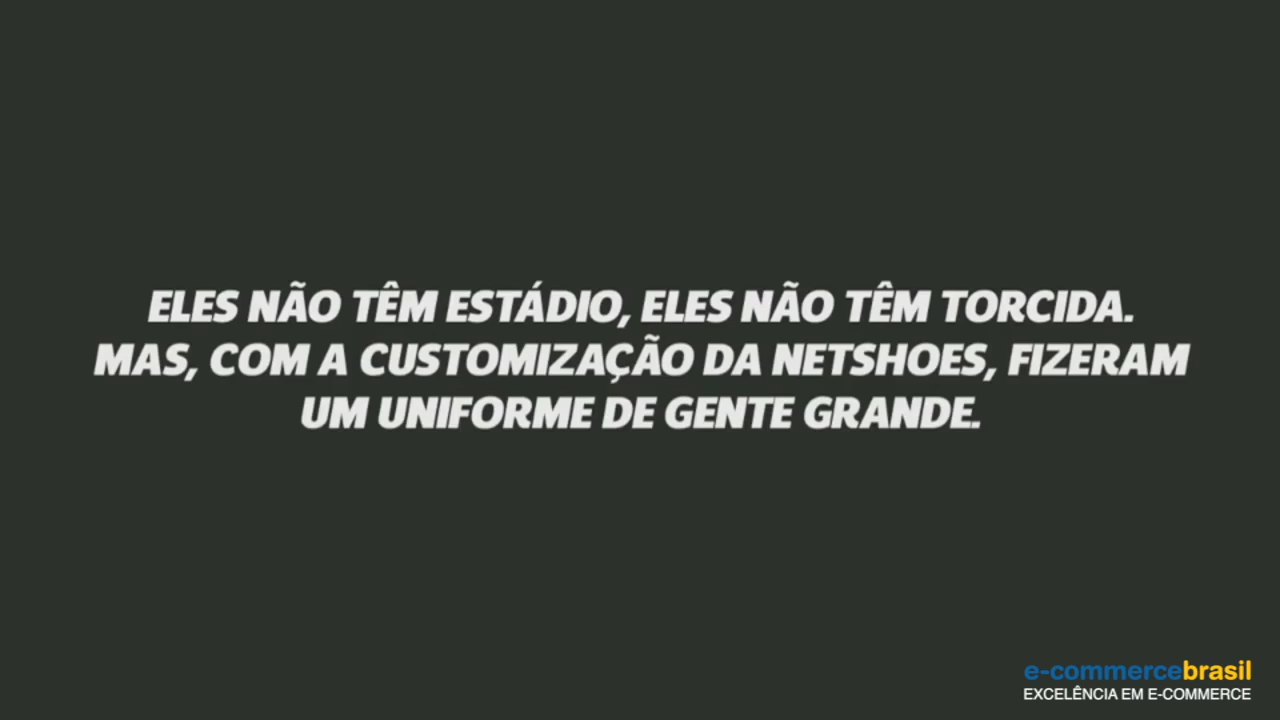 ELES NÃO TÊM ESTÁDIO, ELES NÃO TÊM TORCIDA.
MAS, COM A CUSTOMIZAÇÃO DA NETSHOES, FIZERAM
UM UNIFORME DE GENTE GRANDE.
e-commercebrasil
EXCELÊNCIA EM E-COMMERCE